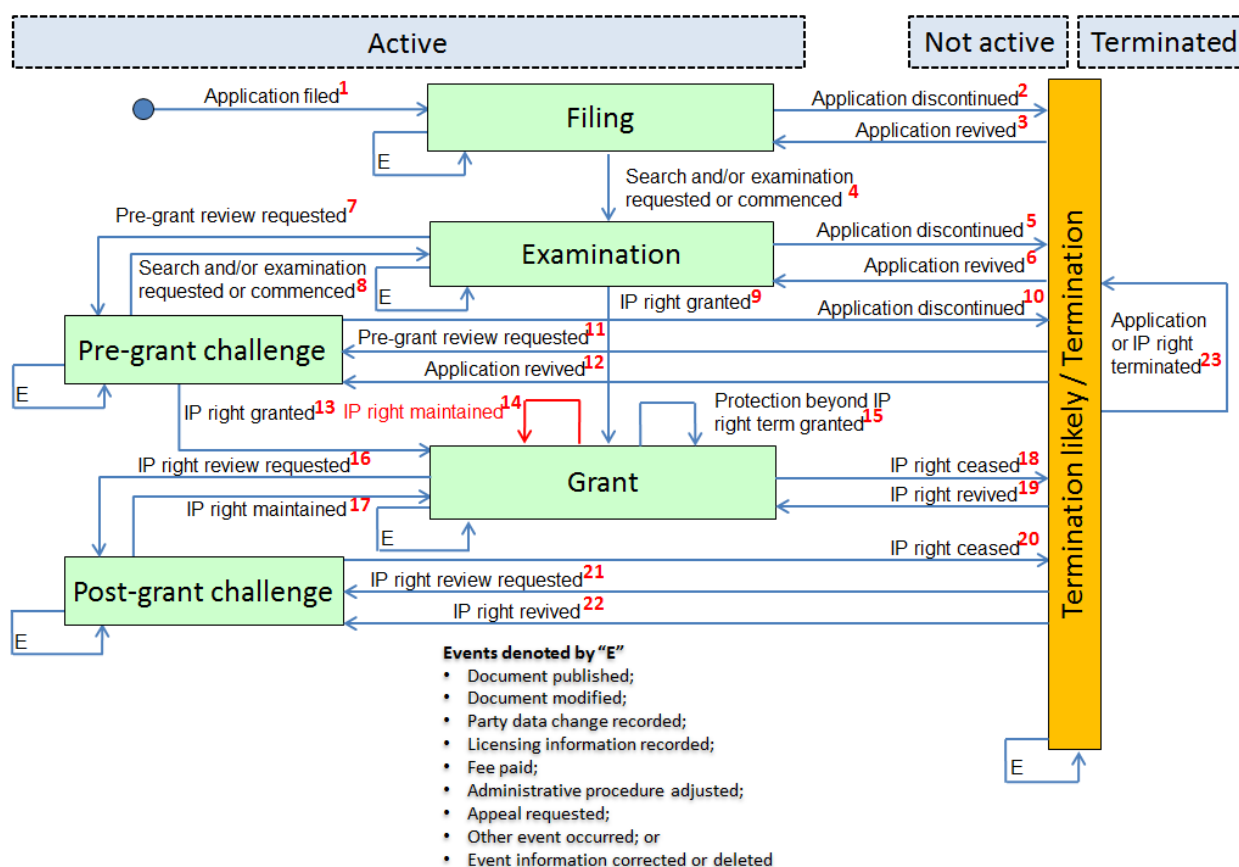 Active
Not active
Terminated
Application filed1
Filing
Application discontinued2
Application revived3
E
Search and/or examination
requested or commenced 4
Pre-grant review requested7
Examination
Application discontinued5
Application revived6
Search and/or examination
requested or commenced8
E
IP right granted9
Application discontinued10
Pre-grant challenge
Pre-grant review requested11
Application revived12
E
Application
or IP right
terminated23
Termination likely / Termination
IP right granted13
IP right maintained14
Protection beyond IP
right term granted15
IP right review requested16
Grant
IP right ceased18
IP right revived19
IP right maintained17
E
IP right ceased20
Post-grant challenge
IP right review requested21
IP right revived22
E
Events denoted by “E”
• Document published;
• Document modified;
• Party data change recorded;
• Licensing information recorded;
• Fee paid;
• Administrative procedure adjusted;
• Appeal requested;
• Other event occurred; or
• Event information corrected or deleted
E